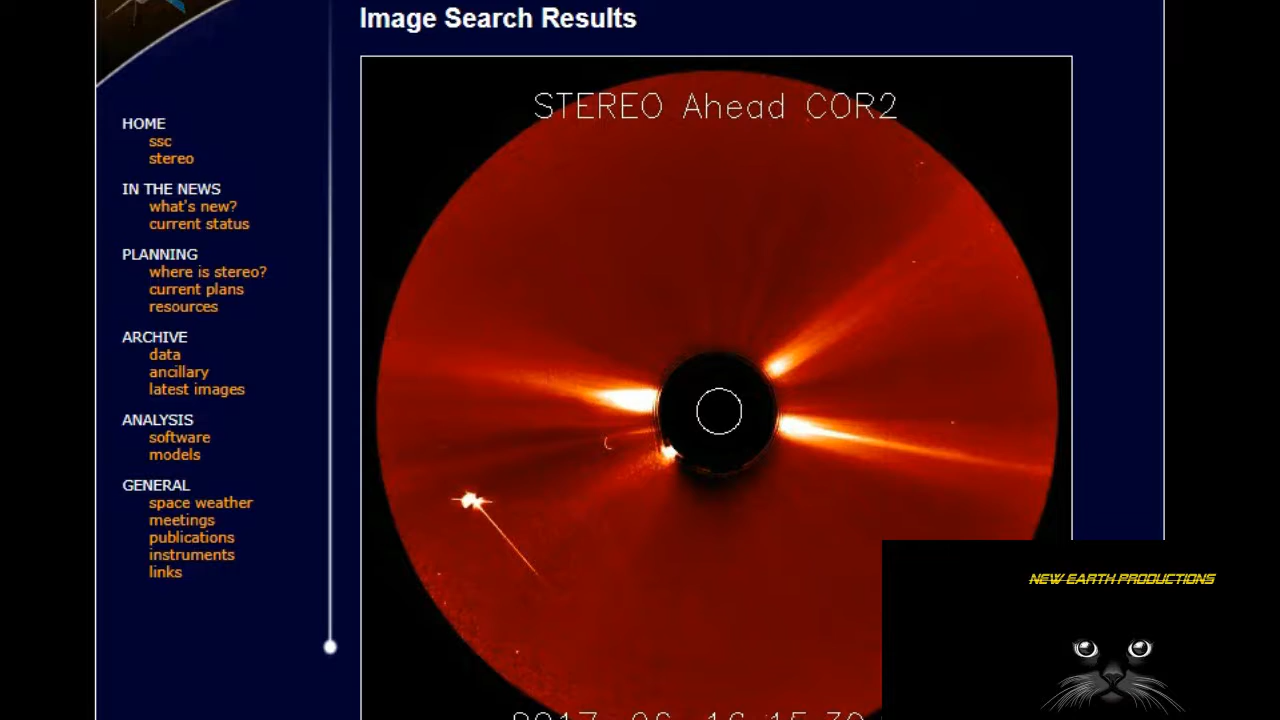 Image Search Results
STEREO Ahead COR2
HOME
ssc
stereo
IN THE NEWS
what's new?
current status
PLANNING
where is stereo?
current plans
resources
ARCHIVE
data
ancillary
latest images
ANALYSIS
software
models
GENERAL
space weather
meetings
publications
instruments
links
NEW EARTH PRODUCTIONS